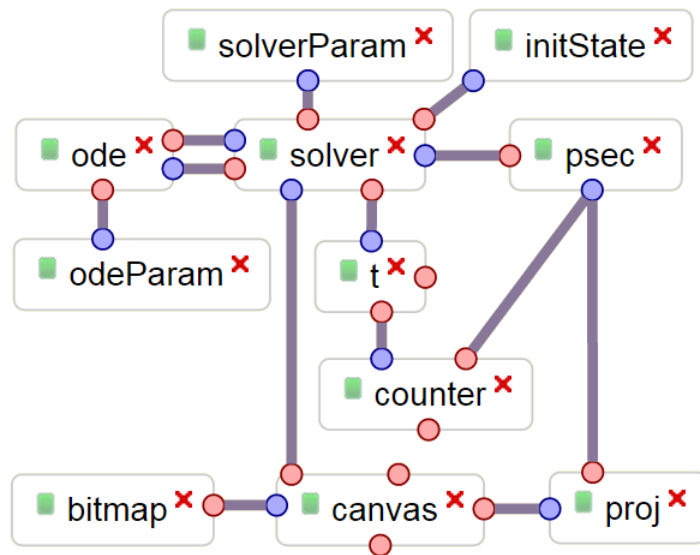 solverParam
initState
ode
solver
psec
odeParam
t
counter
bitmap
canvas
proj